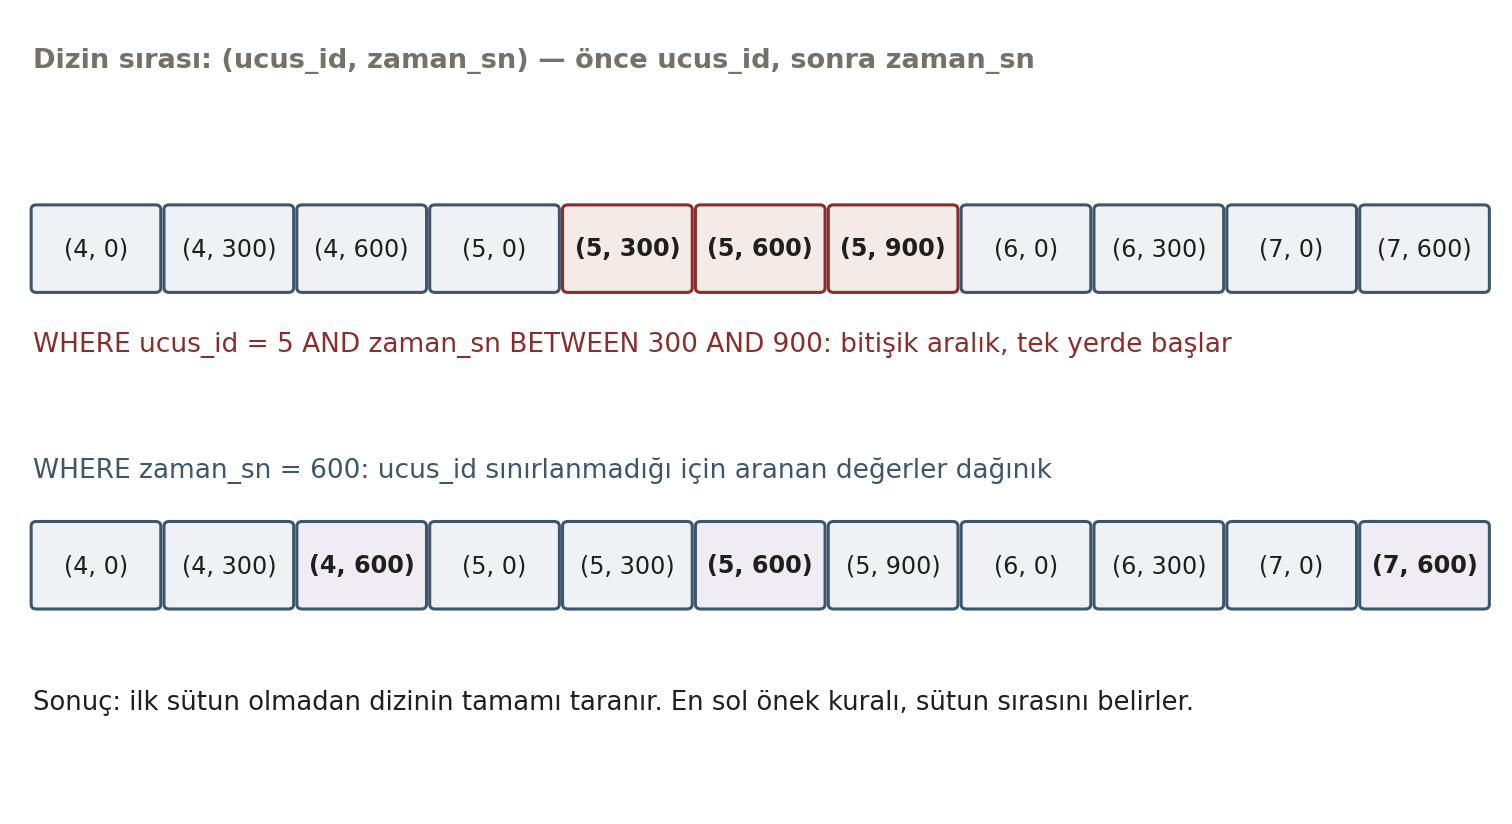 Dizin sırası: (ucus_id, zaman_sn) — önce ucus_id, sonra zaman_sn
(4, 0) (4, 300) (4, 600) (5, 0) (5, 300) (5, 600) (5, 900) (6, 0) (6, 300) (7, 0) (7, 600)
WHERE ucus_id = 5 AND zaman_sn BETWEEN 300 AND 900: bitişik aralık, tek yerde başlar
WHERE zaman_sn = 600: ucus_id sınırlanmadığı için aranan değerler dağınık
(4, 0) (4, 300) (4, 600) (5, 0) (5, 300) (5, 600) (5, 900) (6, 0) (6, 300) (7, 0) (7, 600)
Sonuç: ilk sütun olmadan dizinin tamamı taranır. En sol önek kuralı, sütun sırasını belirler.